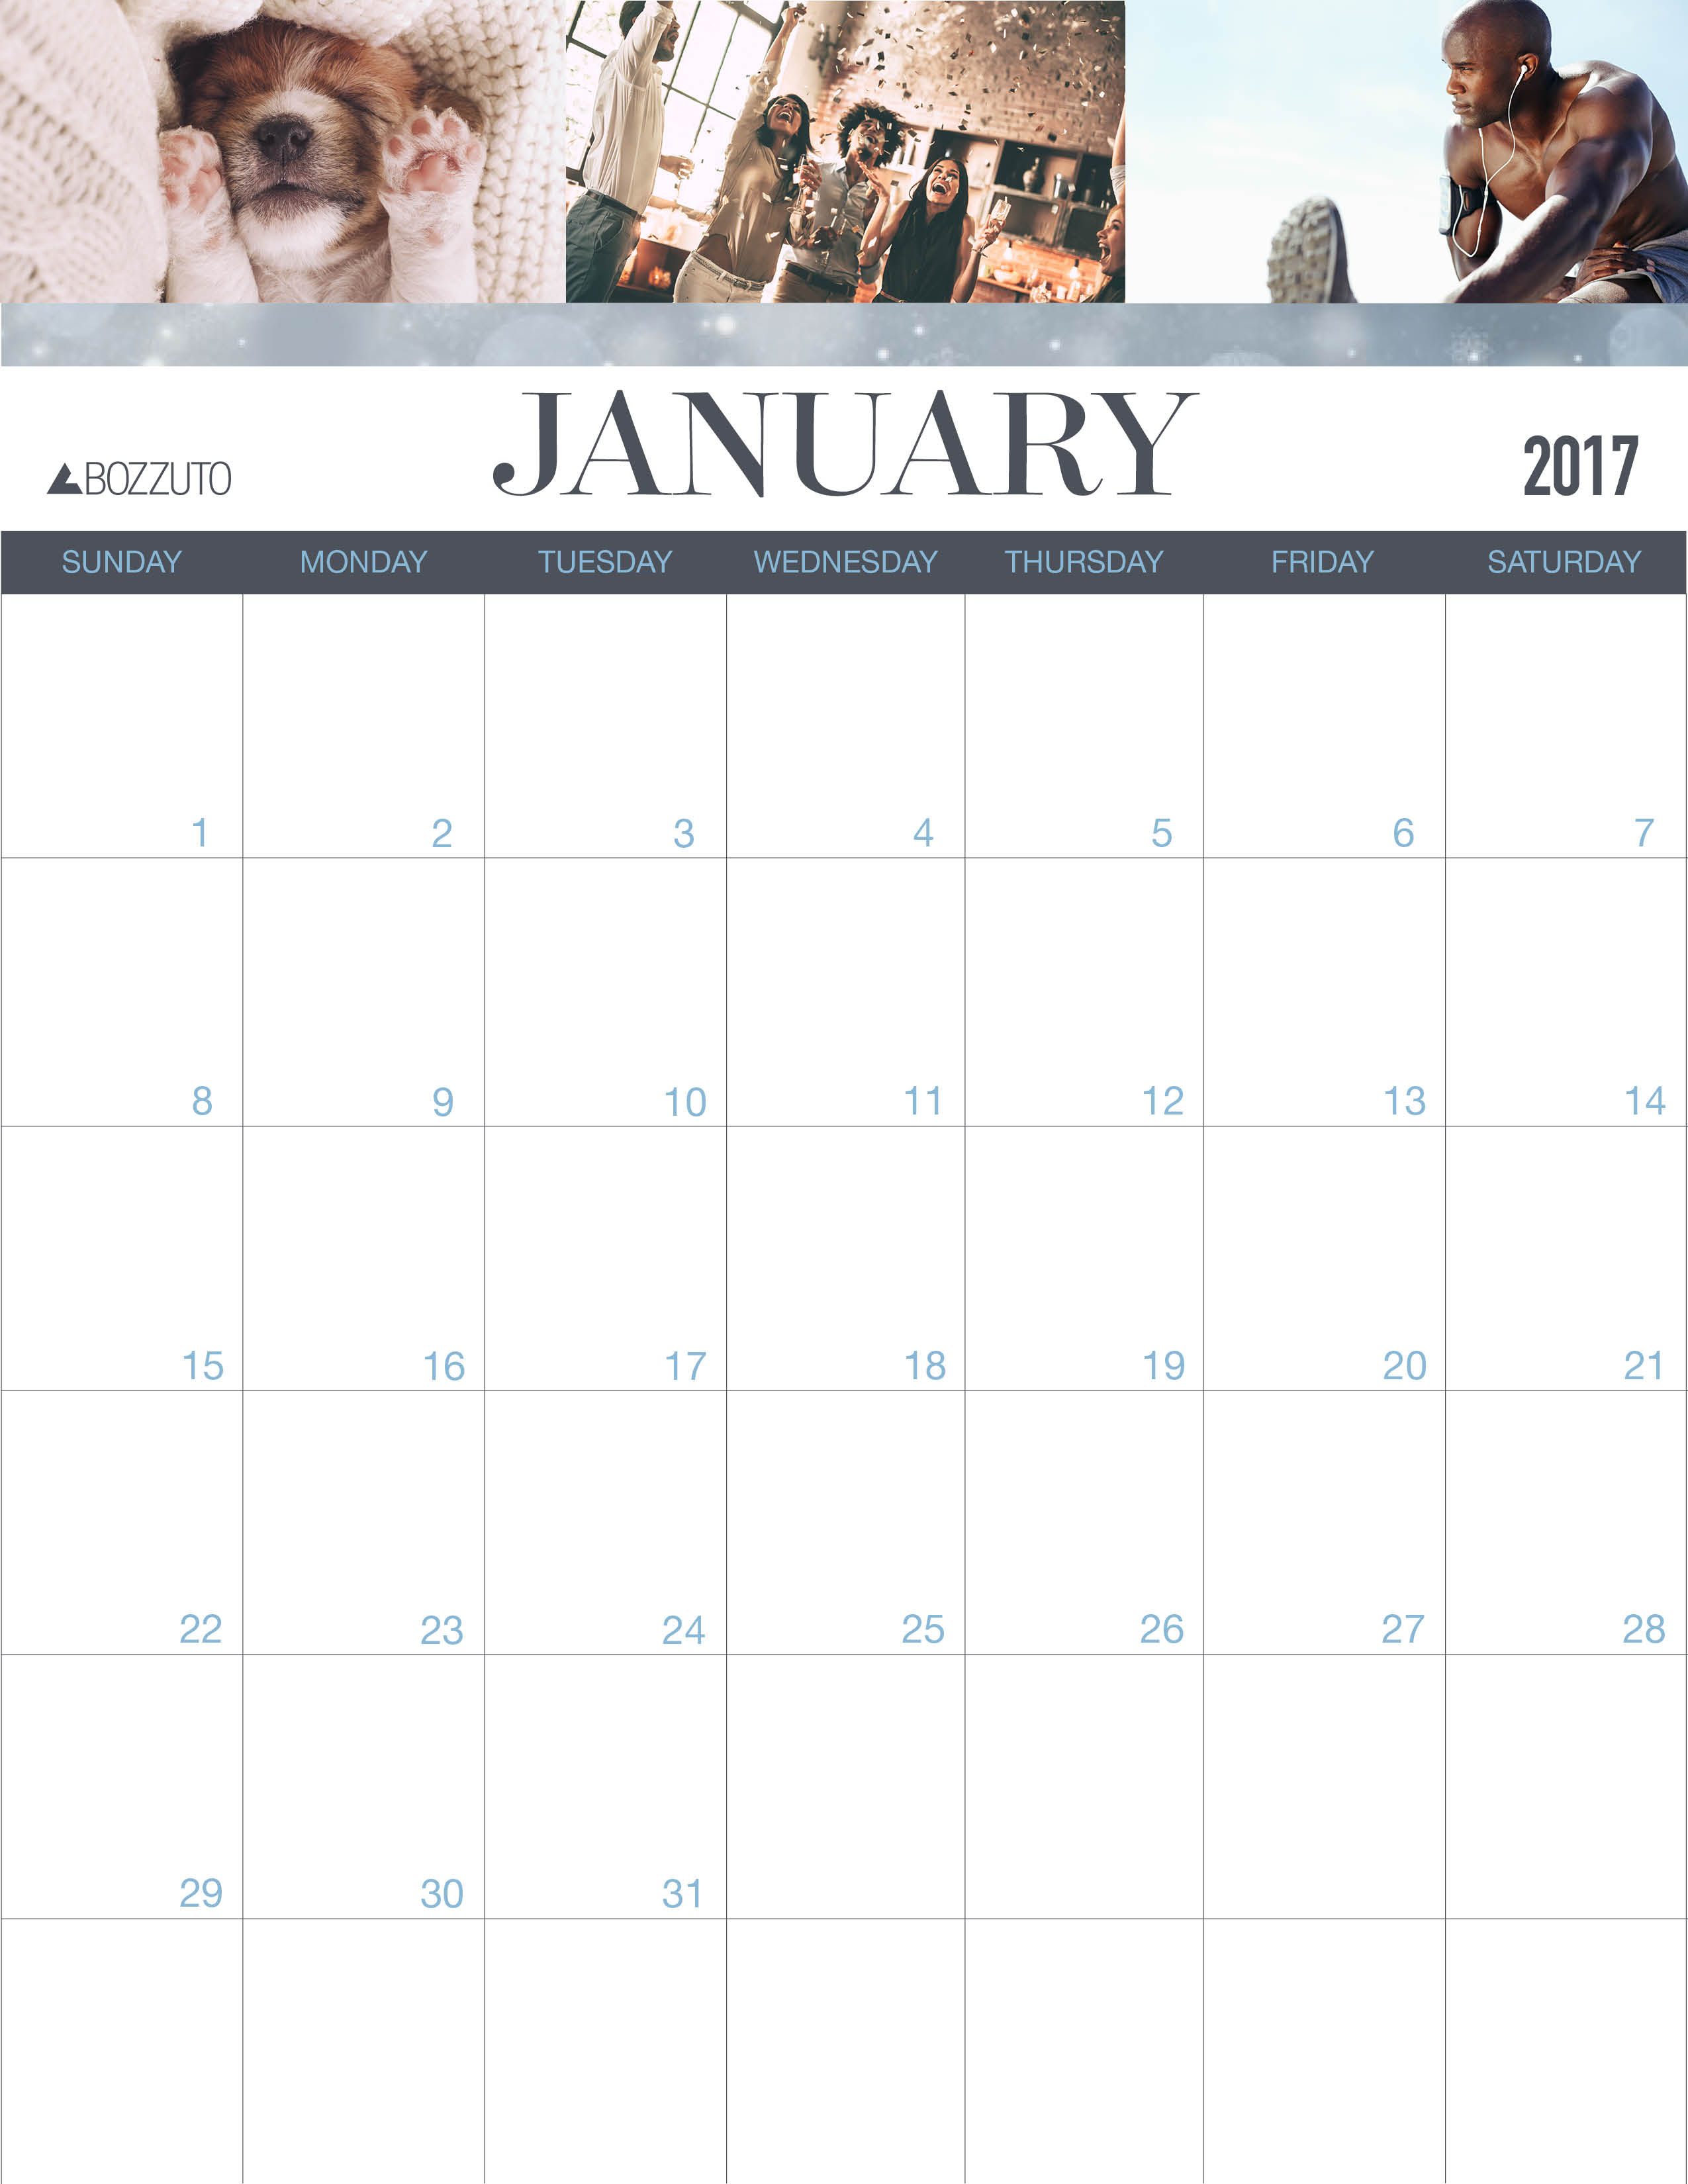 JANUARY
BOZZUTO
2017
SUNDAY MONDAY TUESDAY WEDNESDAY THURSDAY FRIDAY SATURDAY
1 2 3 4 5 6 7
8 9 10 11 12 13 14
15 16 17 18 19 20 21
22 23 24 25 26 27 28
29 30 31